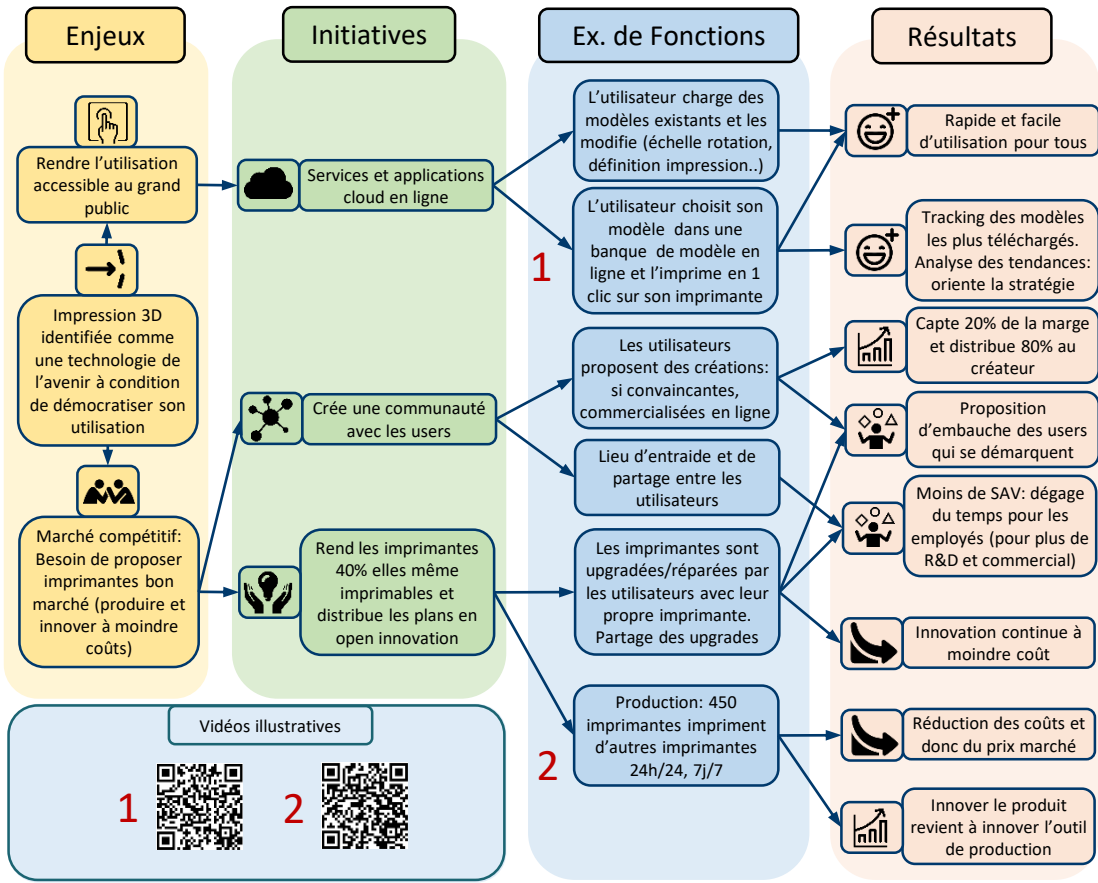 Enjeux
Rendre l’utilisation
accessible au grand
public
Impression 3D
identifiée comme
une technologie de
l’avenir à condition
de démocratiser son
utilisation
Marché compétitif:
Besoin de proposer
imprimantes bon
marché (produire et
innover à moindre
coûts)
Initiatives
Services et applications
cloud en ligne
Crée une communauté
avec les users
Rend les imprimantes
40% elles même
imprimables et
distribue les plans en
open innovation
Ex. de Fonctions
L’utilisateur charge des
modèles existants et les
modifie (échelle rotation,
définition impression..)
1
L’utilisateur choisit son
modèle dans une
banque de modèle en
ligne et l’imprime en 1
clic sur son imprimante
Les utilisateurs
proposent des créations:
si convaincantes,
commercialisées en ligne
Lieu d’entraide et de
partage entre les
utilisateurs
Les imprimantes sont
upgradées/réparées par
les utilisateurs avec leur
propre imprimante.
Partage des upgrades
2
Production: 450
imprimantes impriment
d’autres imprimantes
24h/24, 7j/7
Résultats
Rapide et facile
d’utilisation pour tous
Tracking des modèles
les plus téléchargés.
Analyse des tendances:
oriente la stratégie
Capte 20% de la marge
et distribue 80% au
créateur
Proposition
d’embauche des users
qui se démarquent
Moins de SAV: dégage
du temps pour les
employés (pour plus de
R&D et commercial)
Innovation continue à
moindre coût
Réduction des coûts et
donc du prix marché
Innover le produit
revient à innover l’outil
de production
Vidéos illustratives
1
2